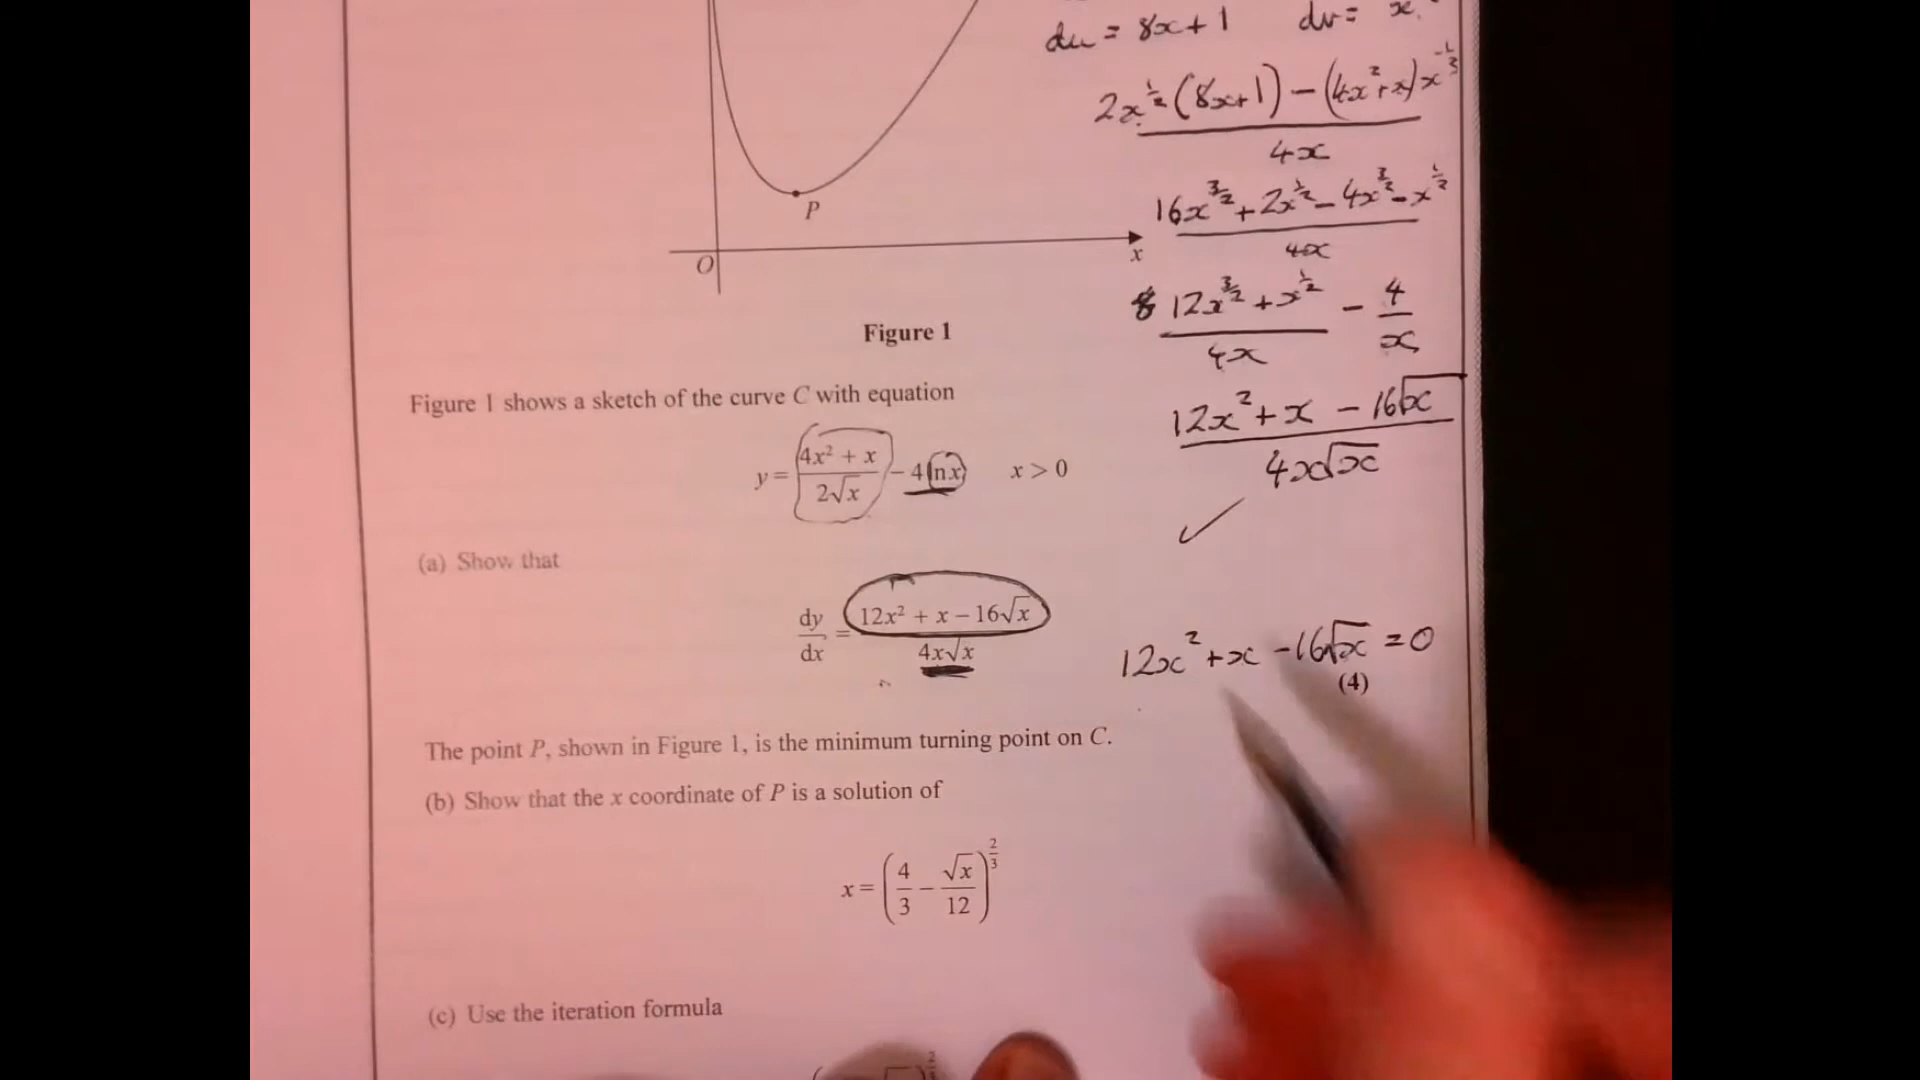 du = 8x + 1 dv = x
2x^½ (8x+1) – (4x²+x)x^-½
4x
16x^3/2 + 2x^½ – 4x^3/2 – x^½
4x
12x^3/2 + x^½ – 4
4x x
12x² + x – 16√x
4x√x
✓
P
O
x
Figure 1
Figure 1 shows a sketch of the curve C with equation
y = (4x² + x)/(2√x) – 4 ln x x > 0
(a) Show that
dy/dx = (12x² + x – 16√x)/(4x√x)
12x² + x – 16√x = 0
(4)
The point P, shown in Figure 1, is the minimum turning point on C.
(b) Show that the x coordinate of P is a solution of
x = (4/3 – √x/12)^2/3
(c) Use the iteration formula